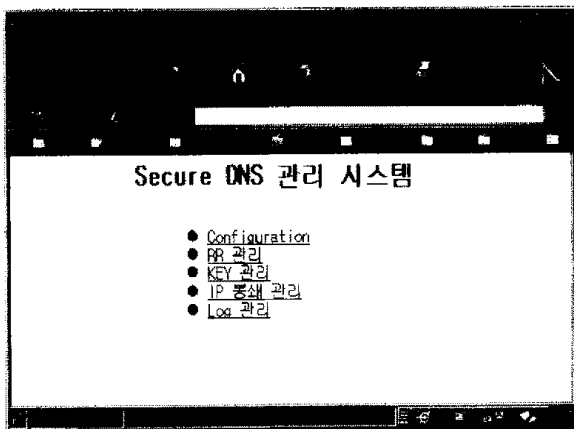 Secure DNS 관리 시스템
Configuration
RR 관리
KEY 관리
IP 봉쇄 관리
Log 관리